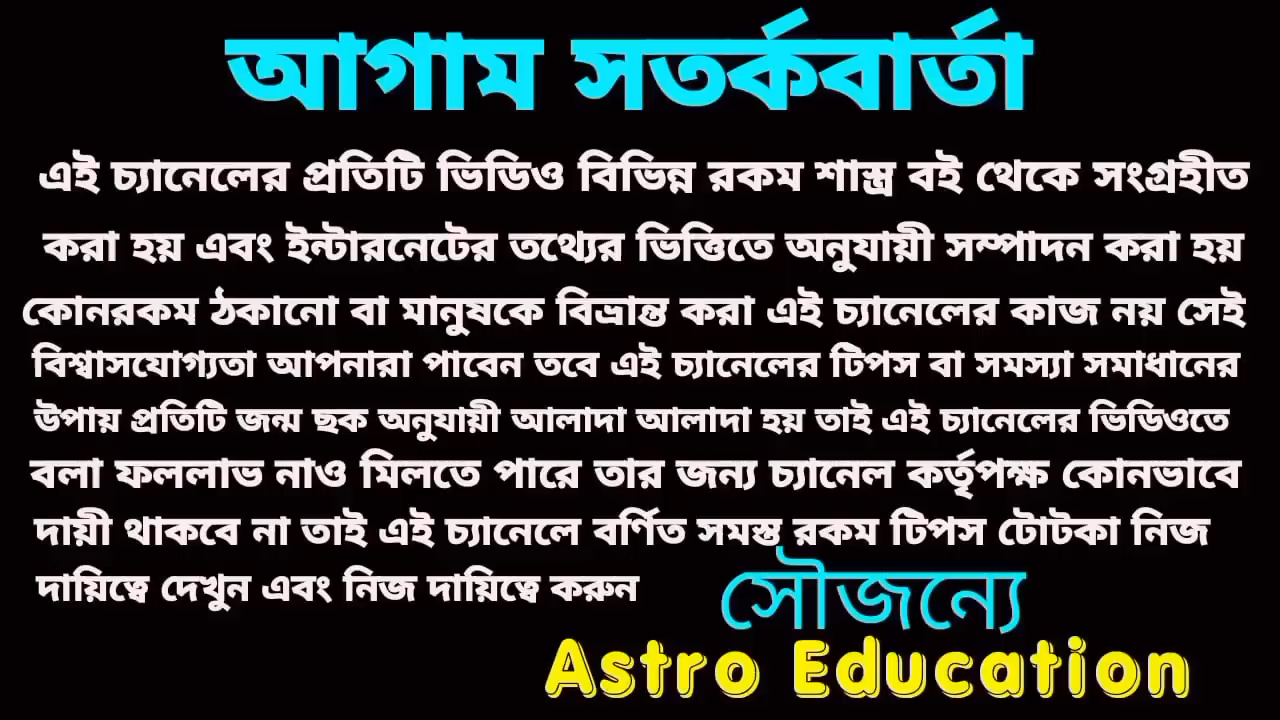 আগাম সতর্কবার্তা
এই চ্যানেলের প্রতিটি ভিডিও বিভিন্ন রকম শাস্ত্র বই থেকে সংগ্রহীত
করা হয় এবং ইন্টারনেটের তথ্যের ভিত্তিতে অনুযায়ী সম্পাদন করা হয়
কোনরকম ঠকানো বা মানুষকে বিভ্রান্ত করা এই চ্যানেলের কাজ নয় সেই
বিশ্বাসযোগ্যতা আপনারা পাবেন তবে এই চ্যানেলের টিপস বা সমস্যা সমাধানের
উপায় প্রতিটি জন্ম ছক অনুযায়ী আলাদা আলাদা হয় তাই এই চ্যানেলের ভিডিওতে
বলা ফললাভ নাও মিলতে পারে তার জন্য চ্যানেল কর্তৃপক্ষ কোনভাবে
দায়ী থাকবে না তাই এই চ্যানেলে বর্ণিত সমস্ত রকম টিপস টোটকা নিজ
দায়িত্বে দেখুন এবং নিজ দায়িত্বে করুন
সৌজন্যে
Astro Education